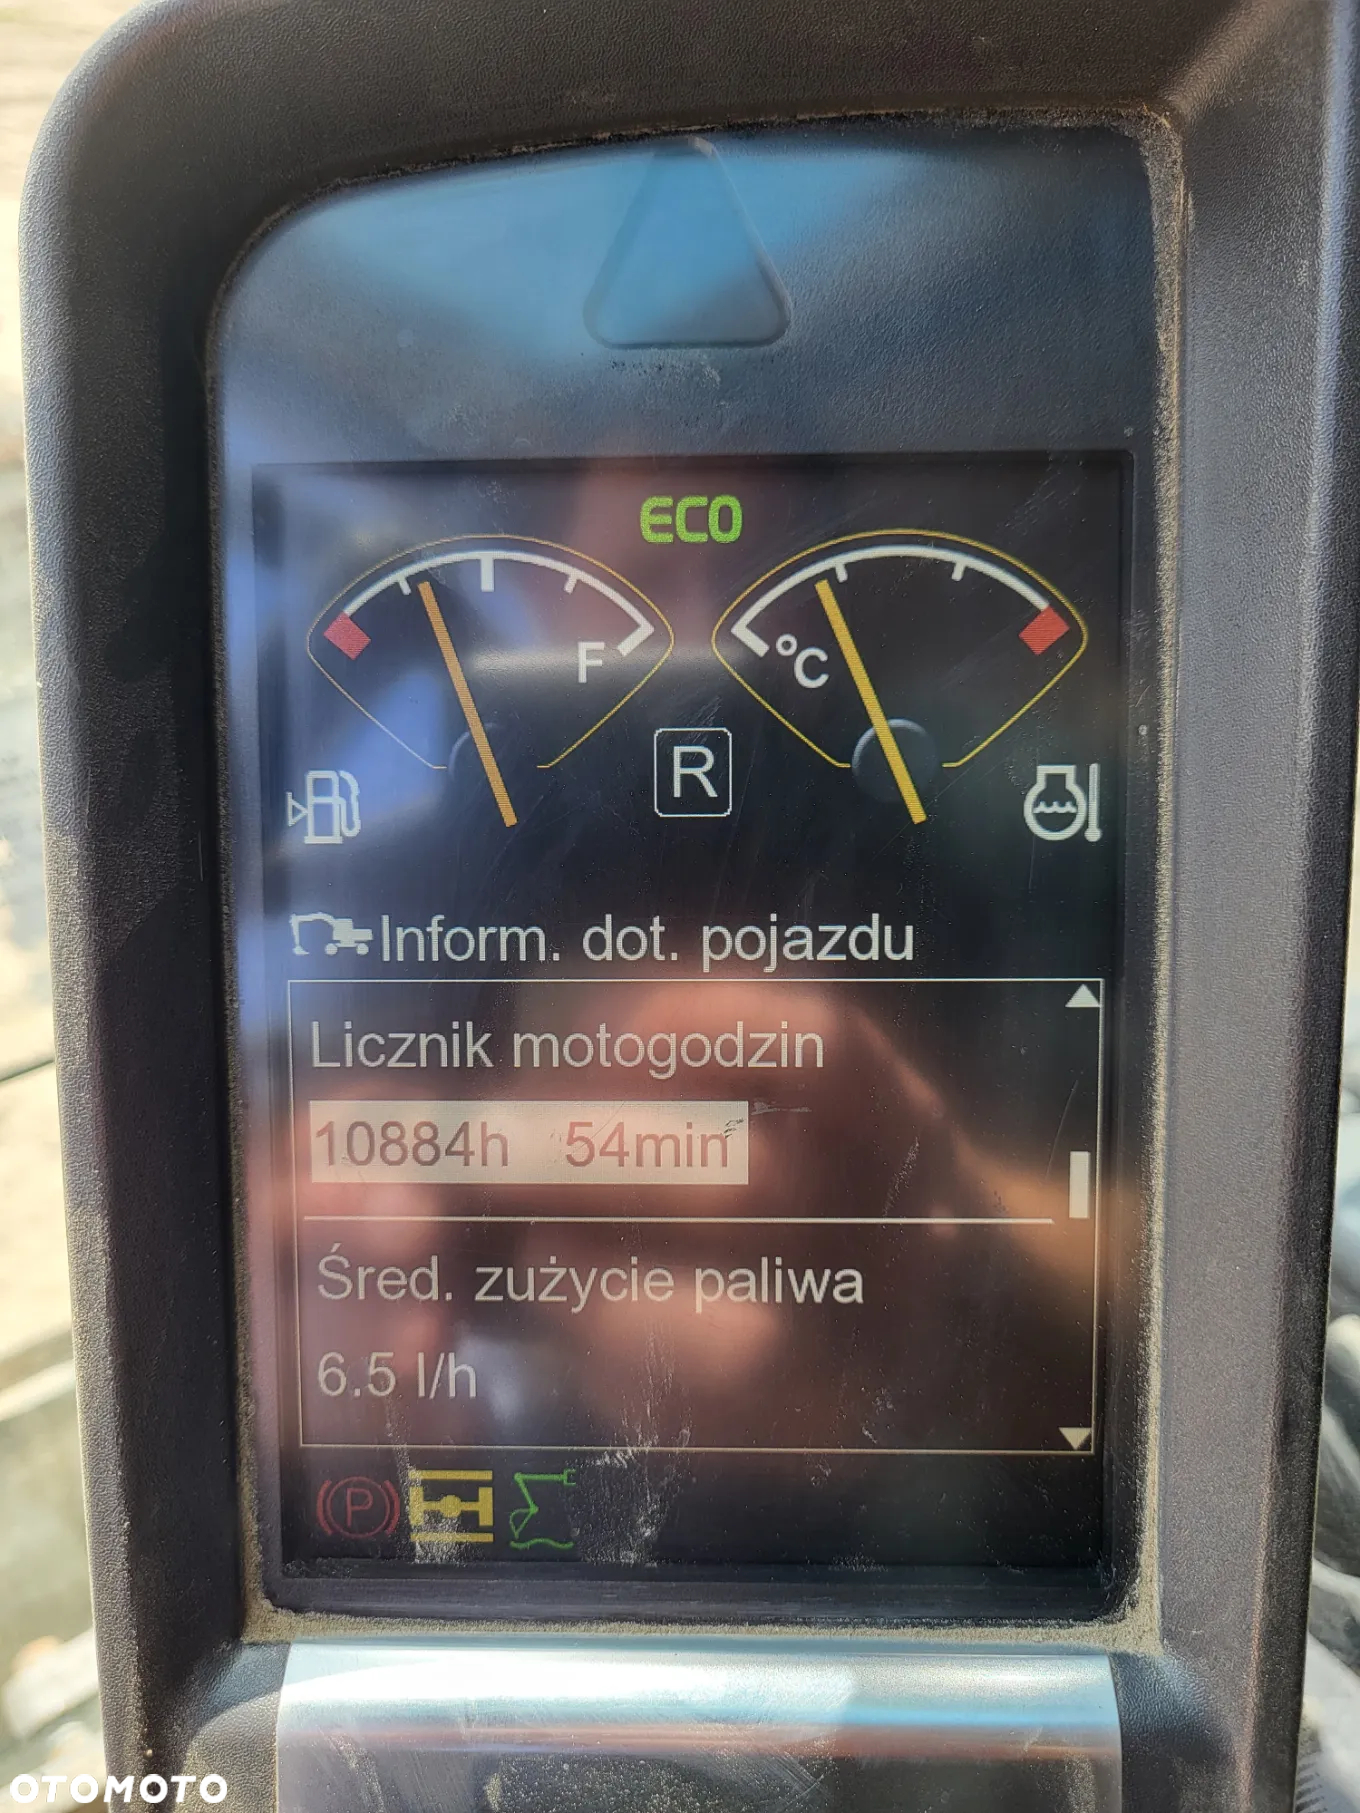 ECO
F
°C
R
Inform. dot. pojazdu
Licznik motogodzin
10884h 54min
Śred. zużycie paliwa
6.5 l/h
P
OTOMOTO